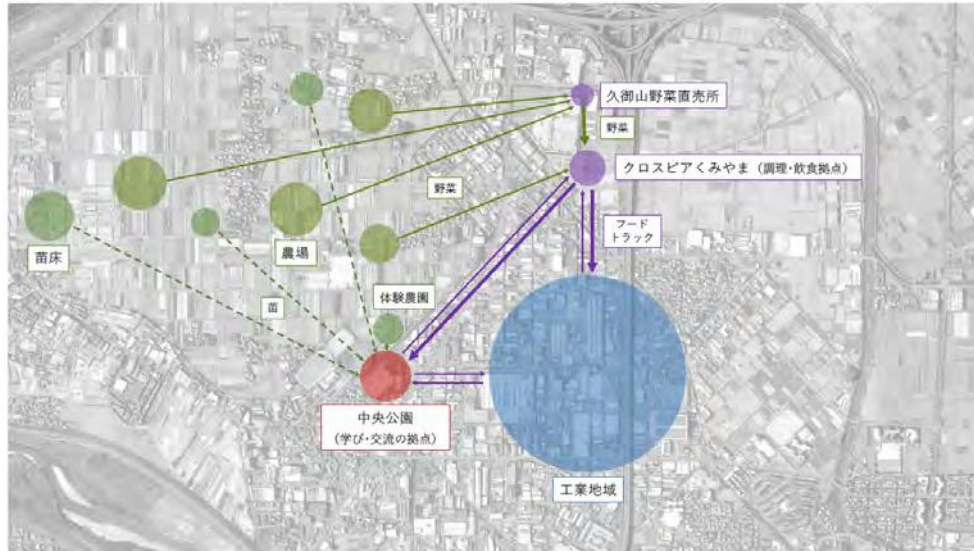 久御山野菜直売所
野菜
クロスピアくみやま（調理・飲食拠点）
野菜
フード
トラック
苗床
農場
苗
体験農園
中央公園
（学び・交流の拠点）
工業地域